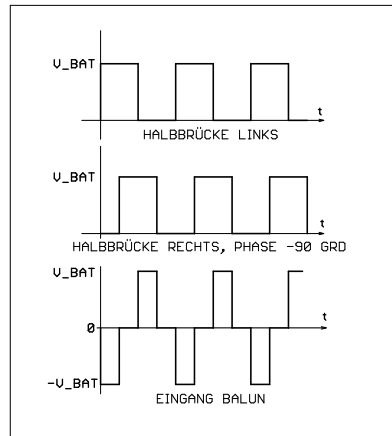 V_BAT
t
HALBBRÜCKE LINKS
V_BAT
t
HALBBRÜCKE RECHTS, PHASE -90 GRD
V_BAT
t
0
-V_BAT
EINGANG BALUN